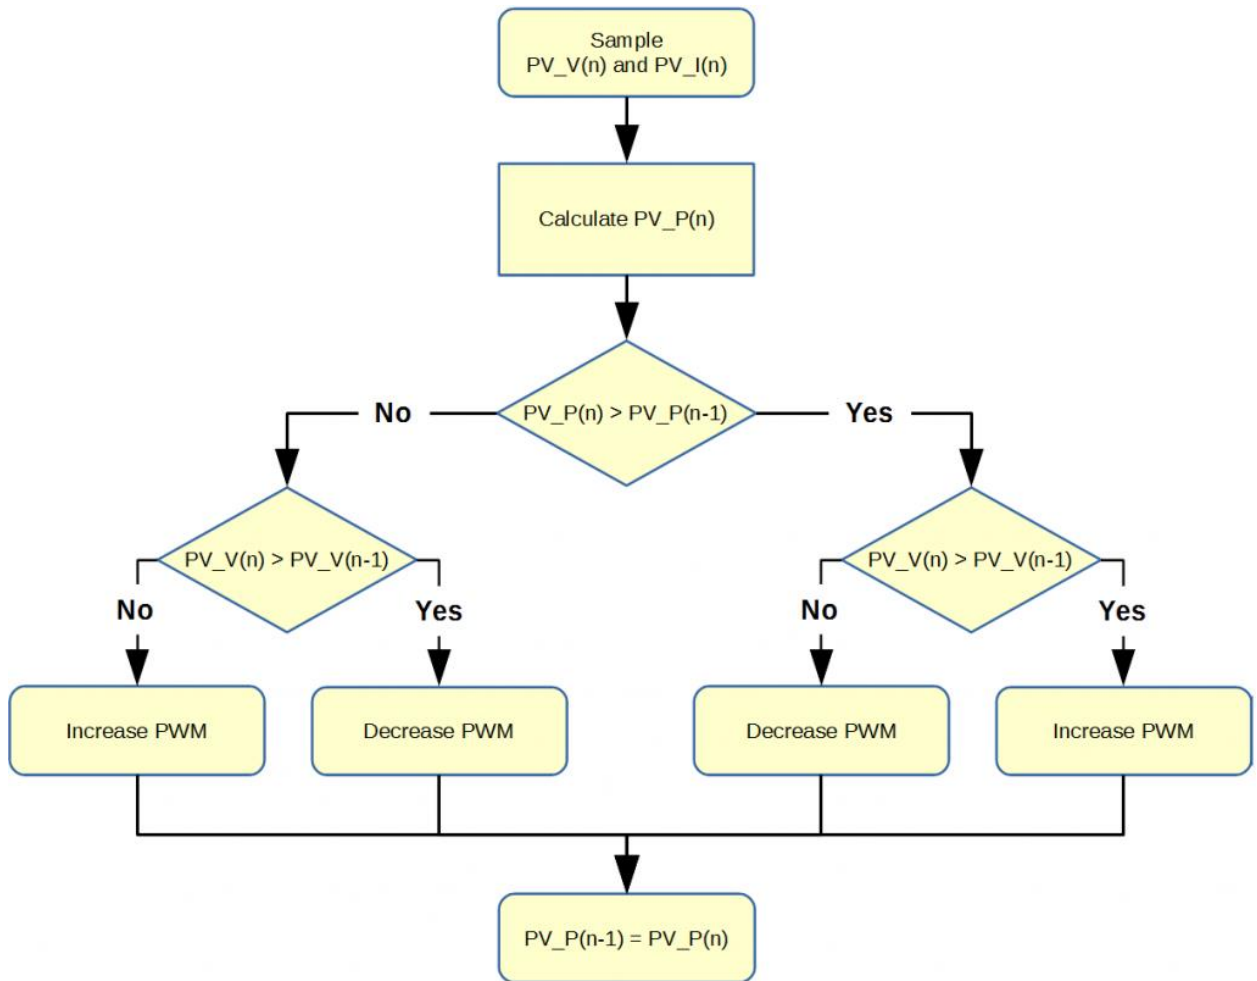 Sample
PV_V(n) and PV_I(n)
Calculate PV_P(n)
No
PV_P(n) > PV_P(n-1)
Yes
PV_V(n) > PV_V(n-1)
PV_V(n) > PV_V(n-1)
No
Yes
No
Yes
Increase PWM
Decrease PWM
Decrease PWM
Increase PWM
PV_P(n-1) = PV_P(n)